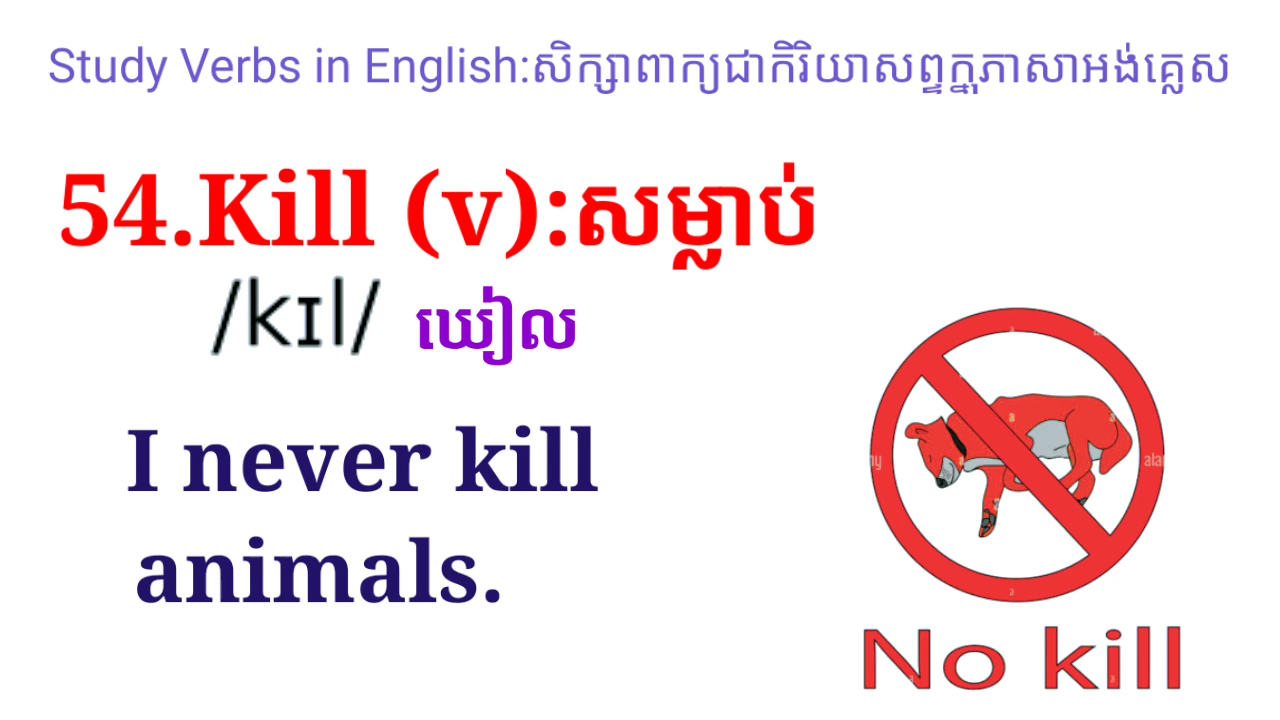 Study Verbs in English:សិក្សាពាក្យជាកិរិយាសព្ទក្នុភាសាអង់គ្លេស
54.Kill (v):សម្លាប់
/kɪl/ ឃៀល
I never kill
animals.
No kill